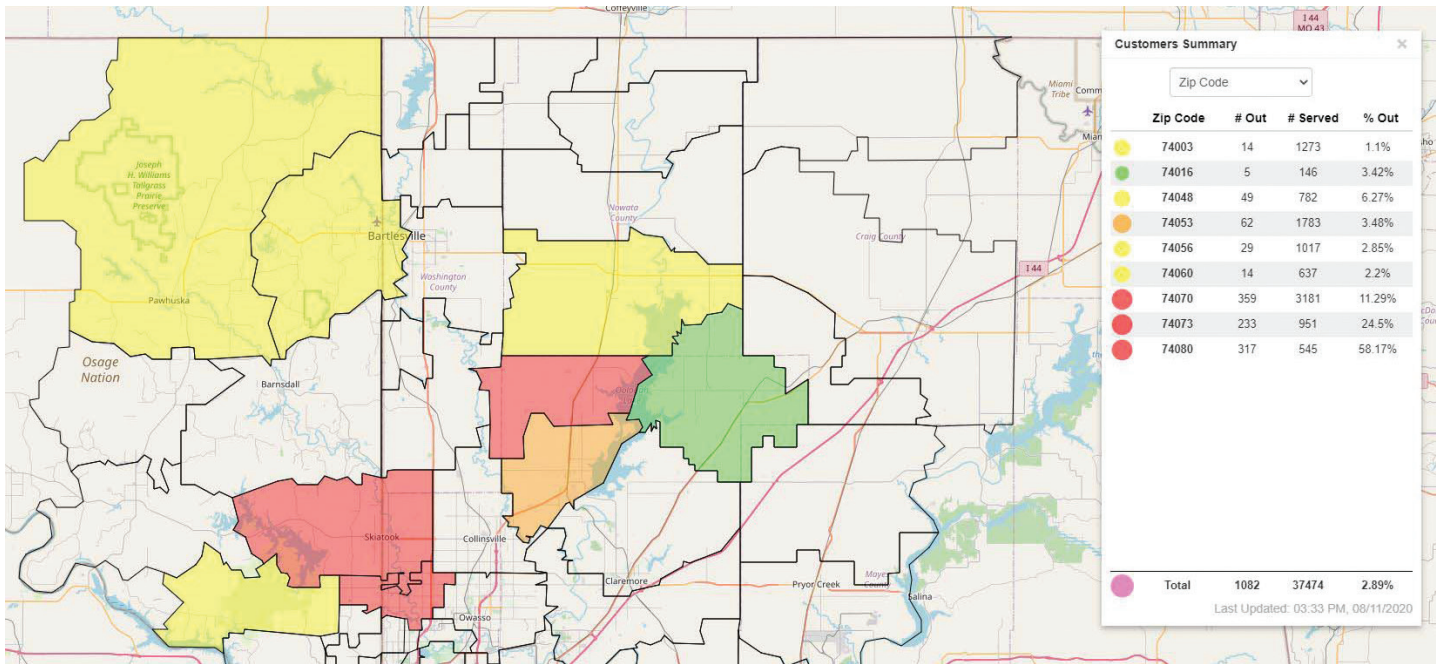 Coffeyville
I 44
MO 43
Customers Summary ×
Zip Code
Zip Code # Out # Served % Out
74003 14 1273 1.1%
74016 5 146 3.42%
74048 49 782 6.27%
74053 62 1783 3.48%
74056 29 1017 2.85%
74060 14 637 2.2%
74070 359 3181 11.29%
74073 233 951 24.5%
74080 317 545 58.17%
Total 1082 37474 2.89%
Last Updated: 03:33 PM, 08/11/2020
Miami
Tribe
Comm
Joseph
H. Williams
Tallgrass
Prairie
Preserve
Nowata
County
Bartlesville
Craig County
I 44
Washington
County
Pawhuska
Osage
Nation
Barnsdall
Skiatook
Collinsville
Claremore
Pryor Creek
Salina
Owasso